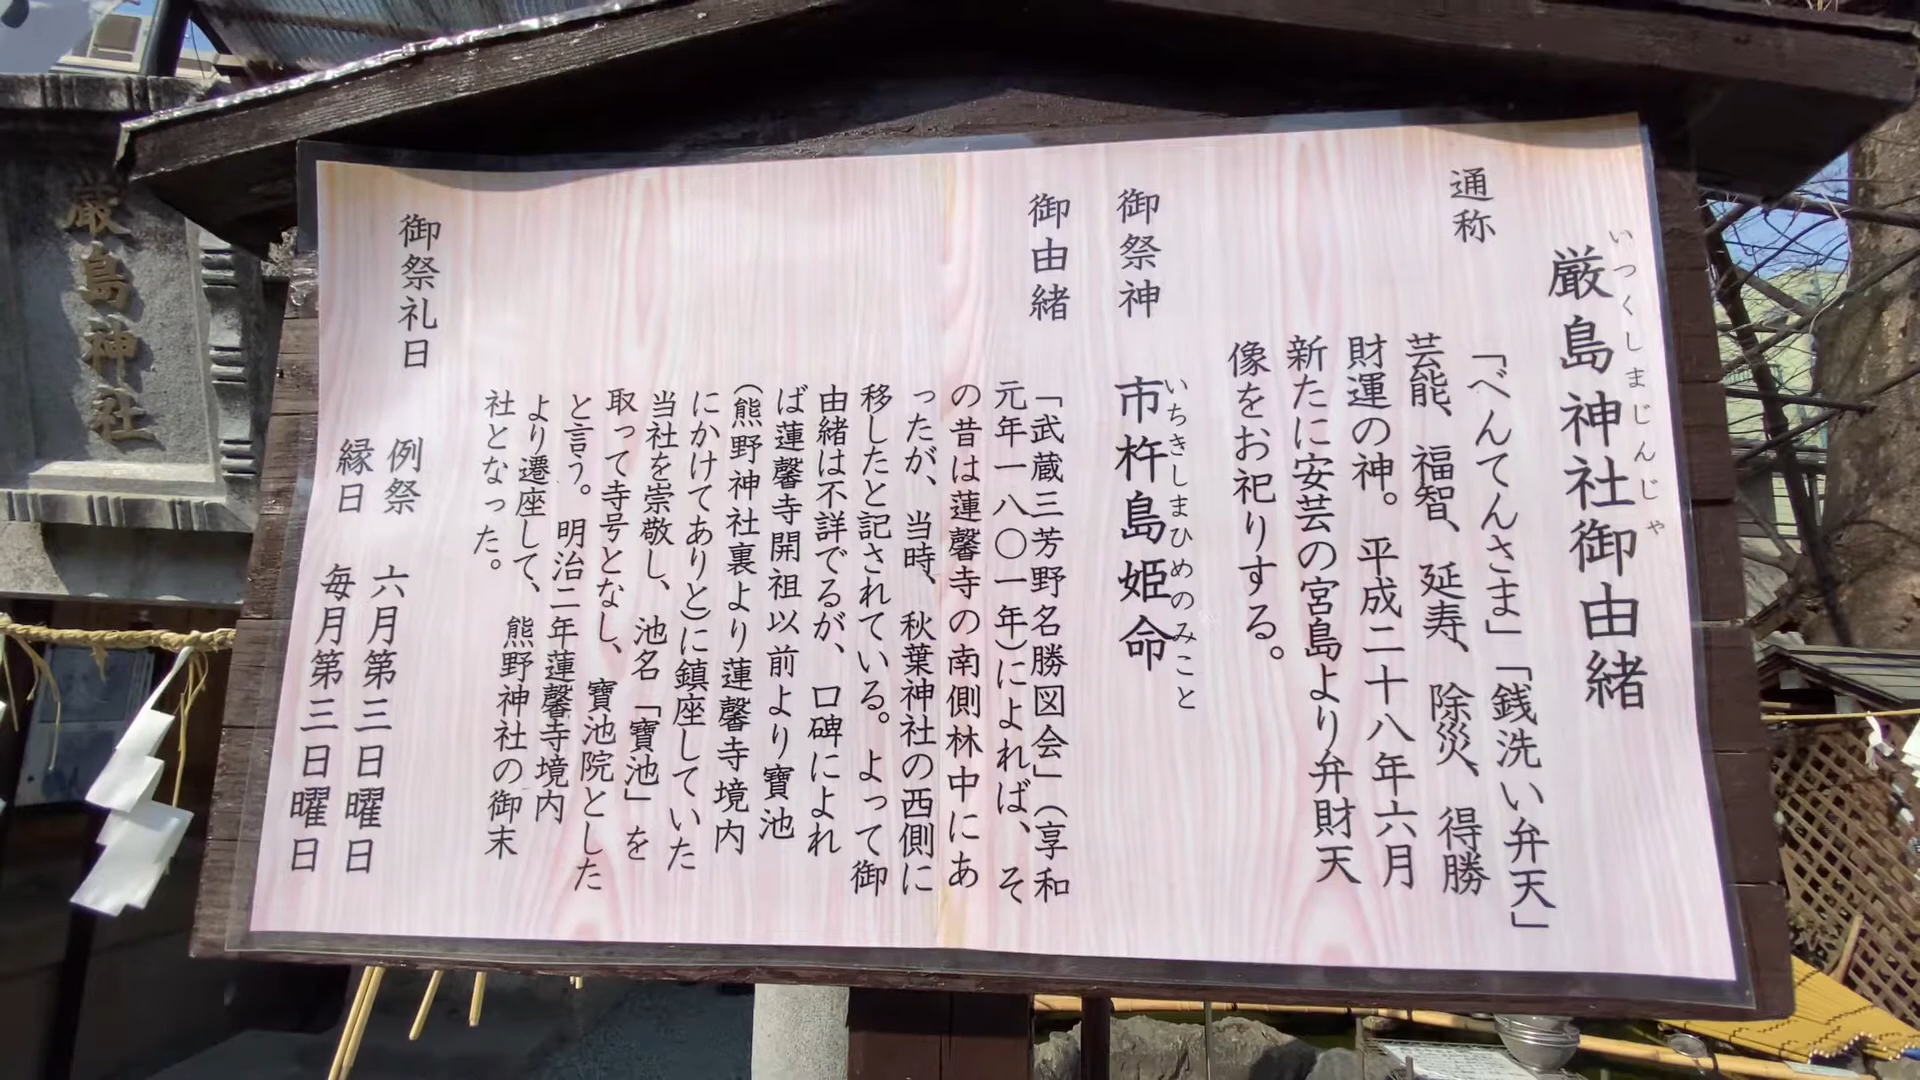 厳島神社御由緒
いつくしまじんじゃ
通称
「べんてんさま」「銭洗い弁天」
芸能、福智、延寿、除災、得勝
財運の神。平成二十八年六月
新たに安芸の宮島より弁財天
像をお祀りする。
御祭神
市杵島姫命
いちきしまひめのみこと
御由緒
「武蔵三芳野名勝図会」(享和
元年一八〇一年)によれば、そ
の昔は蓮馨寺の南側林中にあ
ったが、当時、秋葉神社の西側に
移したと記されている。よって御
由緒は不詳でるが、口碑によれ
ば蓮馨寺開祖以前より寶池
(熊野神社裏より蓮馨寺境内
にかけてありと)に鎮座していた
当社を崇敬し、池名「寶池」を
取って寺号となし、寶池院とした
と言う。明治二年蓮馨寺境内
より遷座して、熊野神社の御末
社となった。
御祭礼日
例祭 六月第三日曜日
縁日 毎月第三日曜日
厳島神社